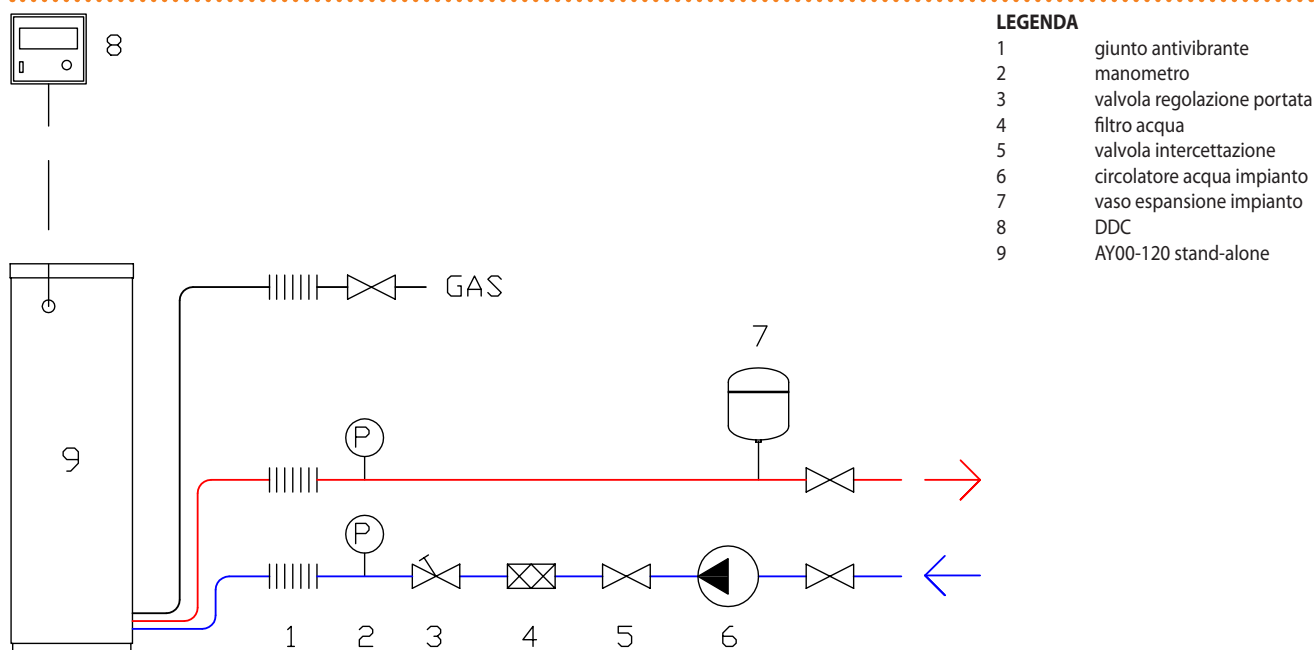 8
GAS
7
9
P
P
1 2 3 4 5 6
LEGENDA
1 giunto antivibrante
2 manometro
3 valvola regolazione portata
4 filtro acqua
5 valvola intercettazione
6 circolatore acqua impianto
7 vaso espansione impianto
8 DDC
9 AY00-120 stand-alone